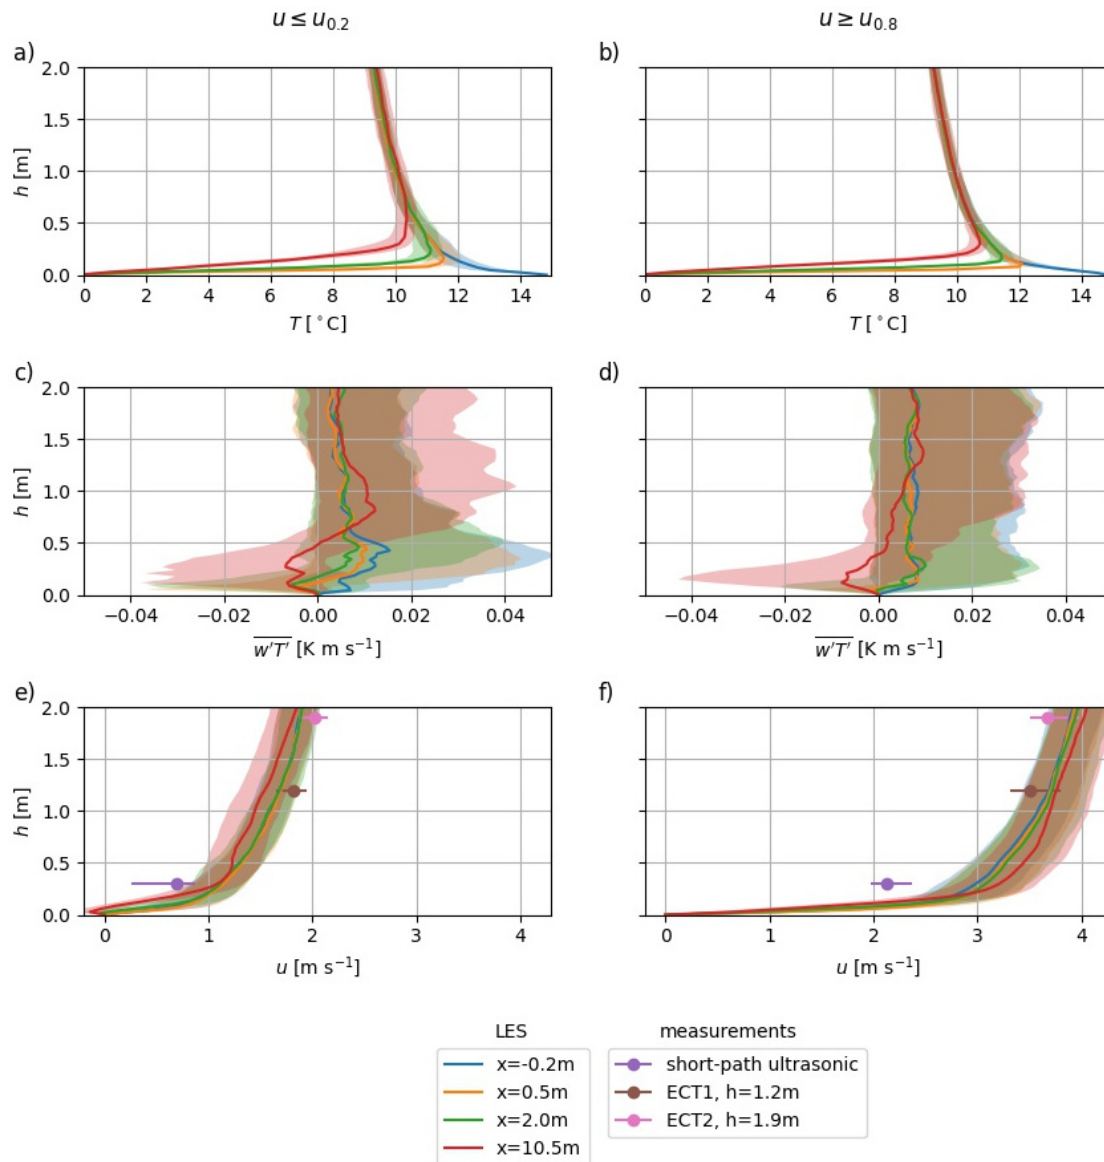 u ≤ u0.2
u ≥ u0.8
a)
b)
2.0
1.5
1.0
0.5
0.0
h [m]
0 2 4 6 8 10 12 14
T [°C]
0 2 4 6 8 10 12 14
T [°C]
c)
d)
2.0
1.5
1.0
0.5
0.0
h [m]
−0.04 −0.02 0.00 0.02 0.04
w′T′ [K m s−1]
−0.04 −0.02 0.00 0.02 0.04
w′T′ [K m s−1]
e)
f)
2.0
1.5
1.0
0.5
0.0
h [m]
0 1 2 3 4
u [m s−1]
0 1 2 3 4
u [m s−1]
LES
x=-0.2m
x=0.5m
x=2.0m
x=10.5m
measurements
short-path ultrasonic
ECT1, h=1.2m
ECT2, h=1.9m